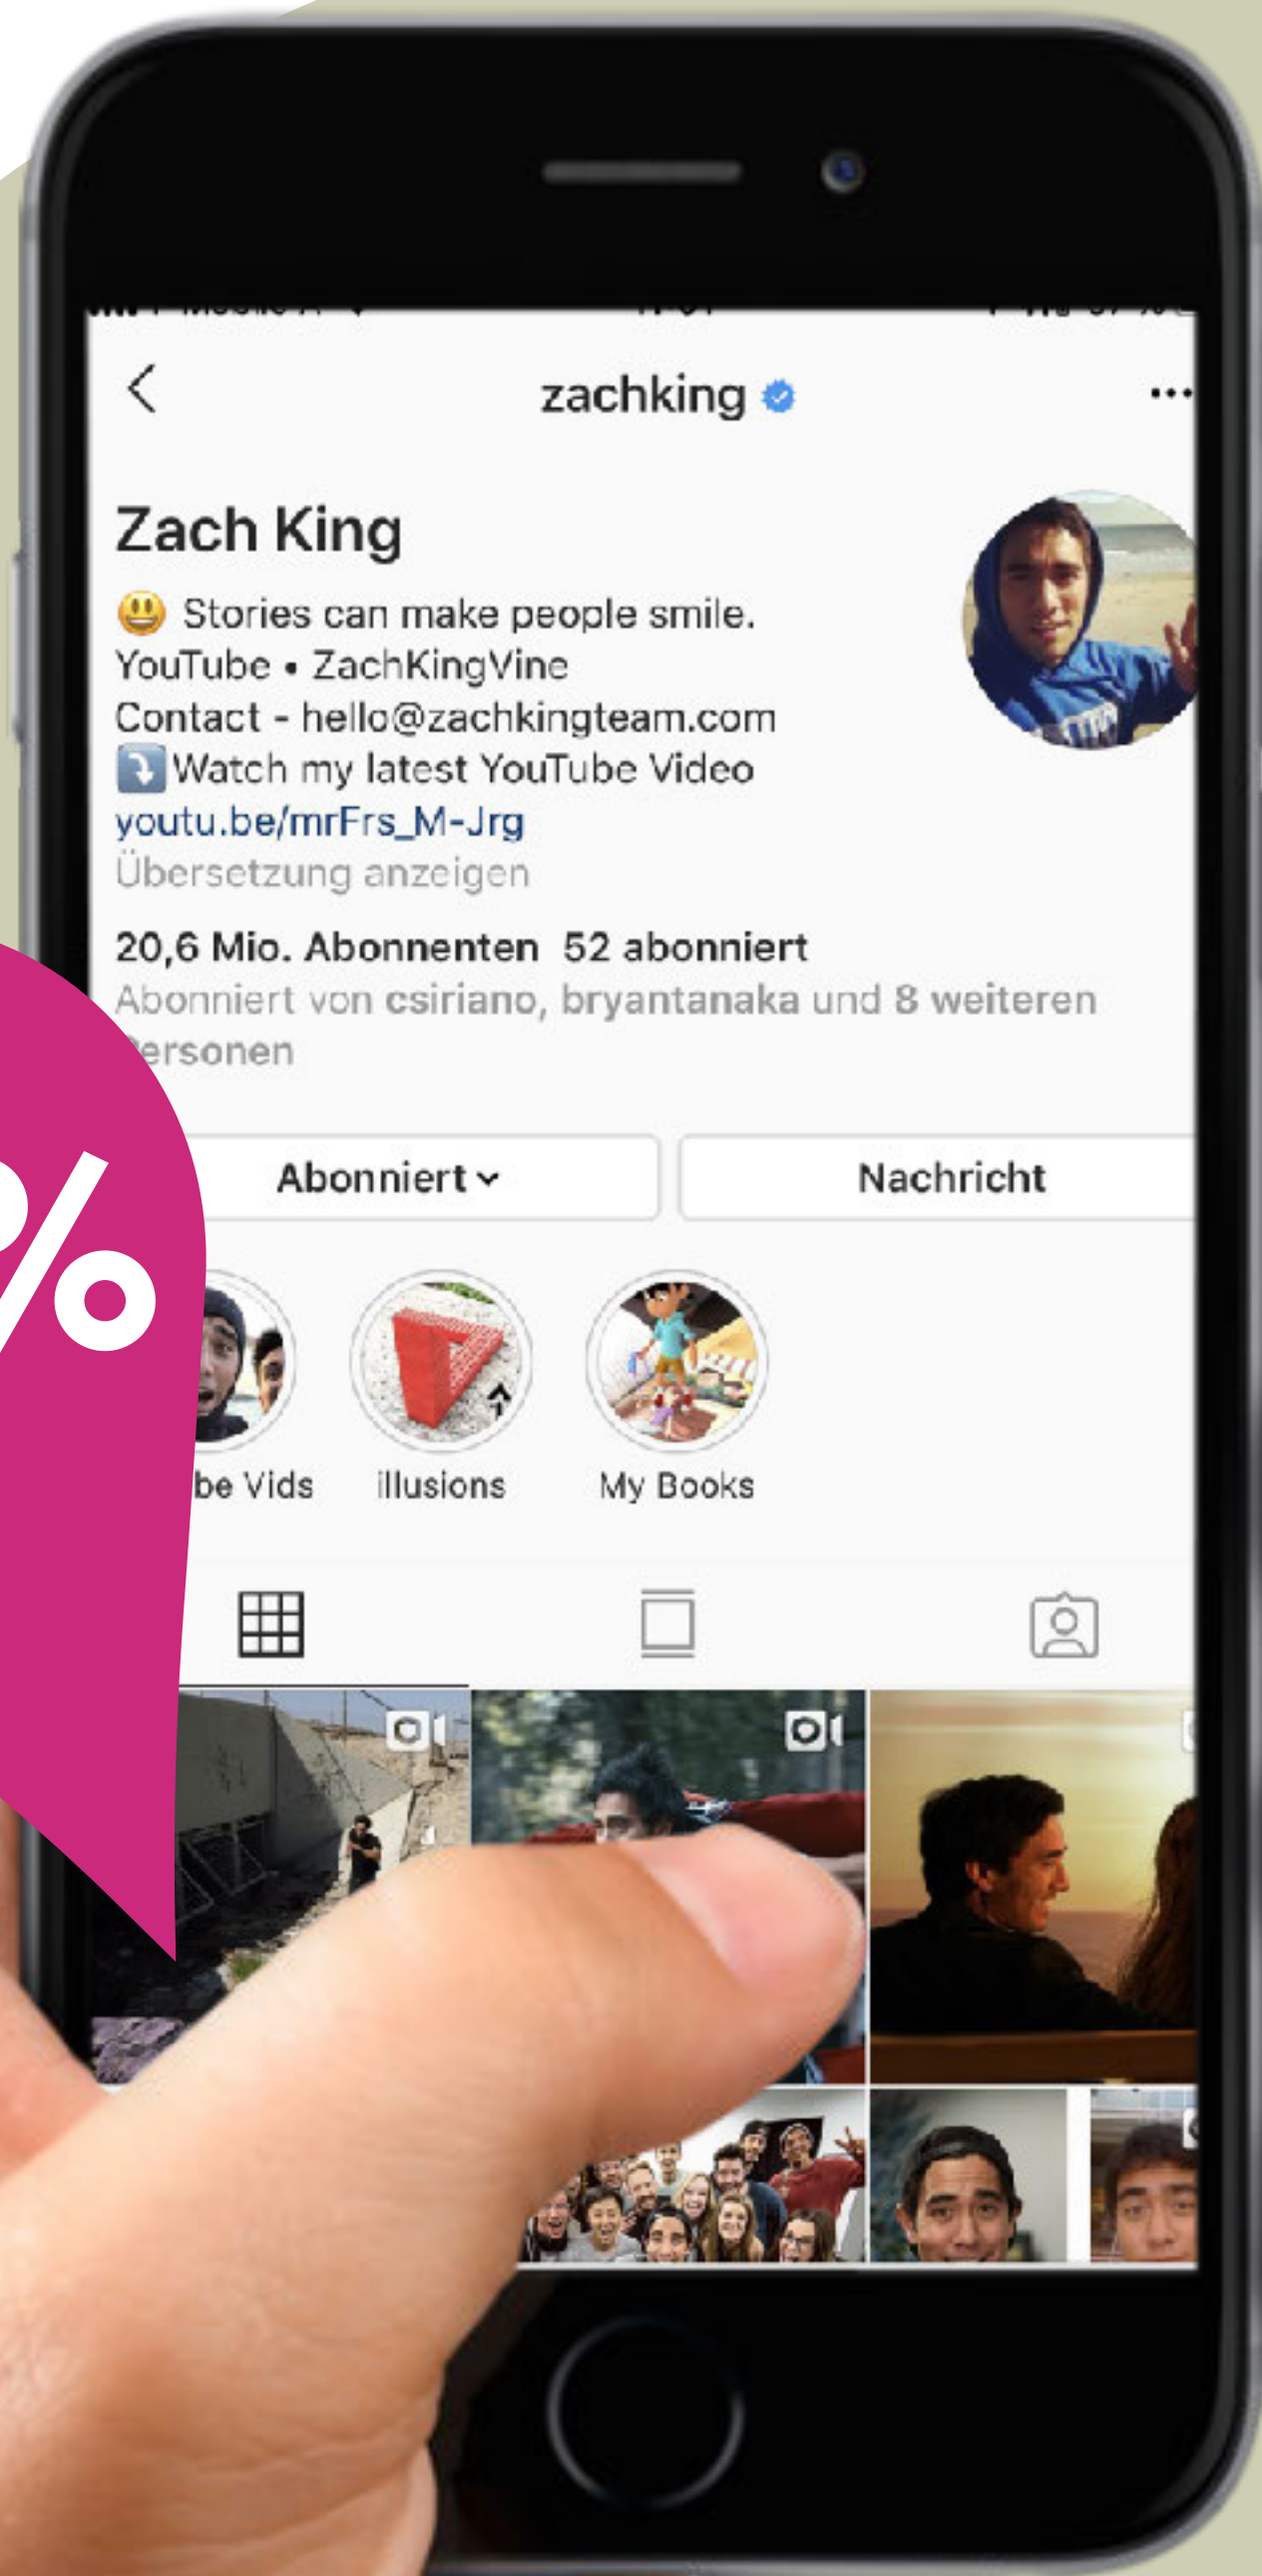 zachking
Zach King
😃 Stories can make people smile.
YouTube • ZachKingVine
Contact - hello@zachkingteam.com
⤵️Watch my latest YouTube Video
youtu.be/mrFrs_M-Jrg
Übersetzung anzeigen
20,6 Mio. Abonnenten 52 abonniert
Abonniert von csiriano, bryantanaka und 8 weiteren
ersonen
%
Abonniert
Nachricht
be Vids
illusions
My Books